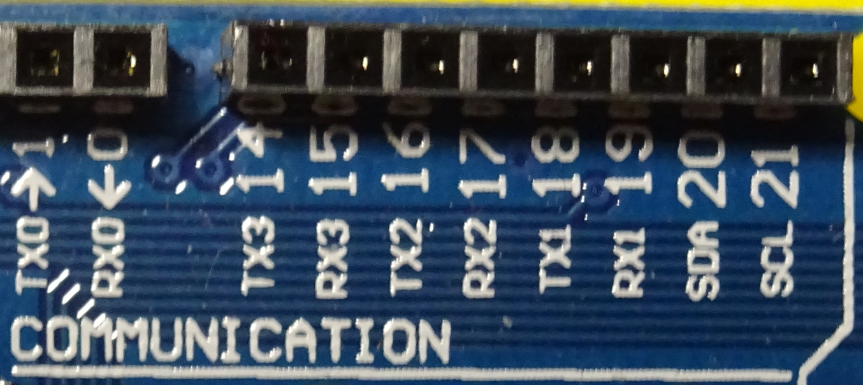 TX0 → 1
RX0 ← 0
TX3 14
RX3 15
TX2 16
RX2 17
TX1 18
RX1 19
SDA 20
SCL 21
COMMUNICATION